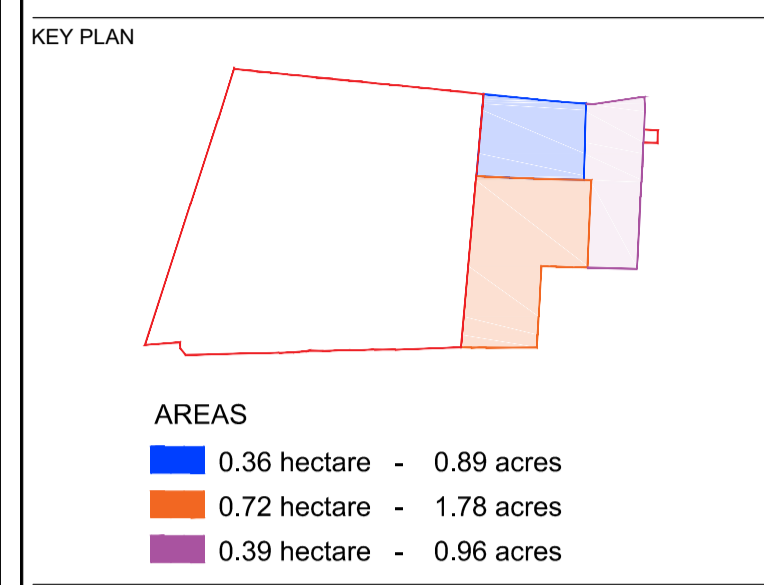 KEY PLAN
AREAS
0.36 hectare - 0.89 acres
0.72 hectare - 1.78 acres
0.39 hectare - 0.96 acres